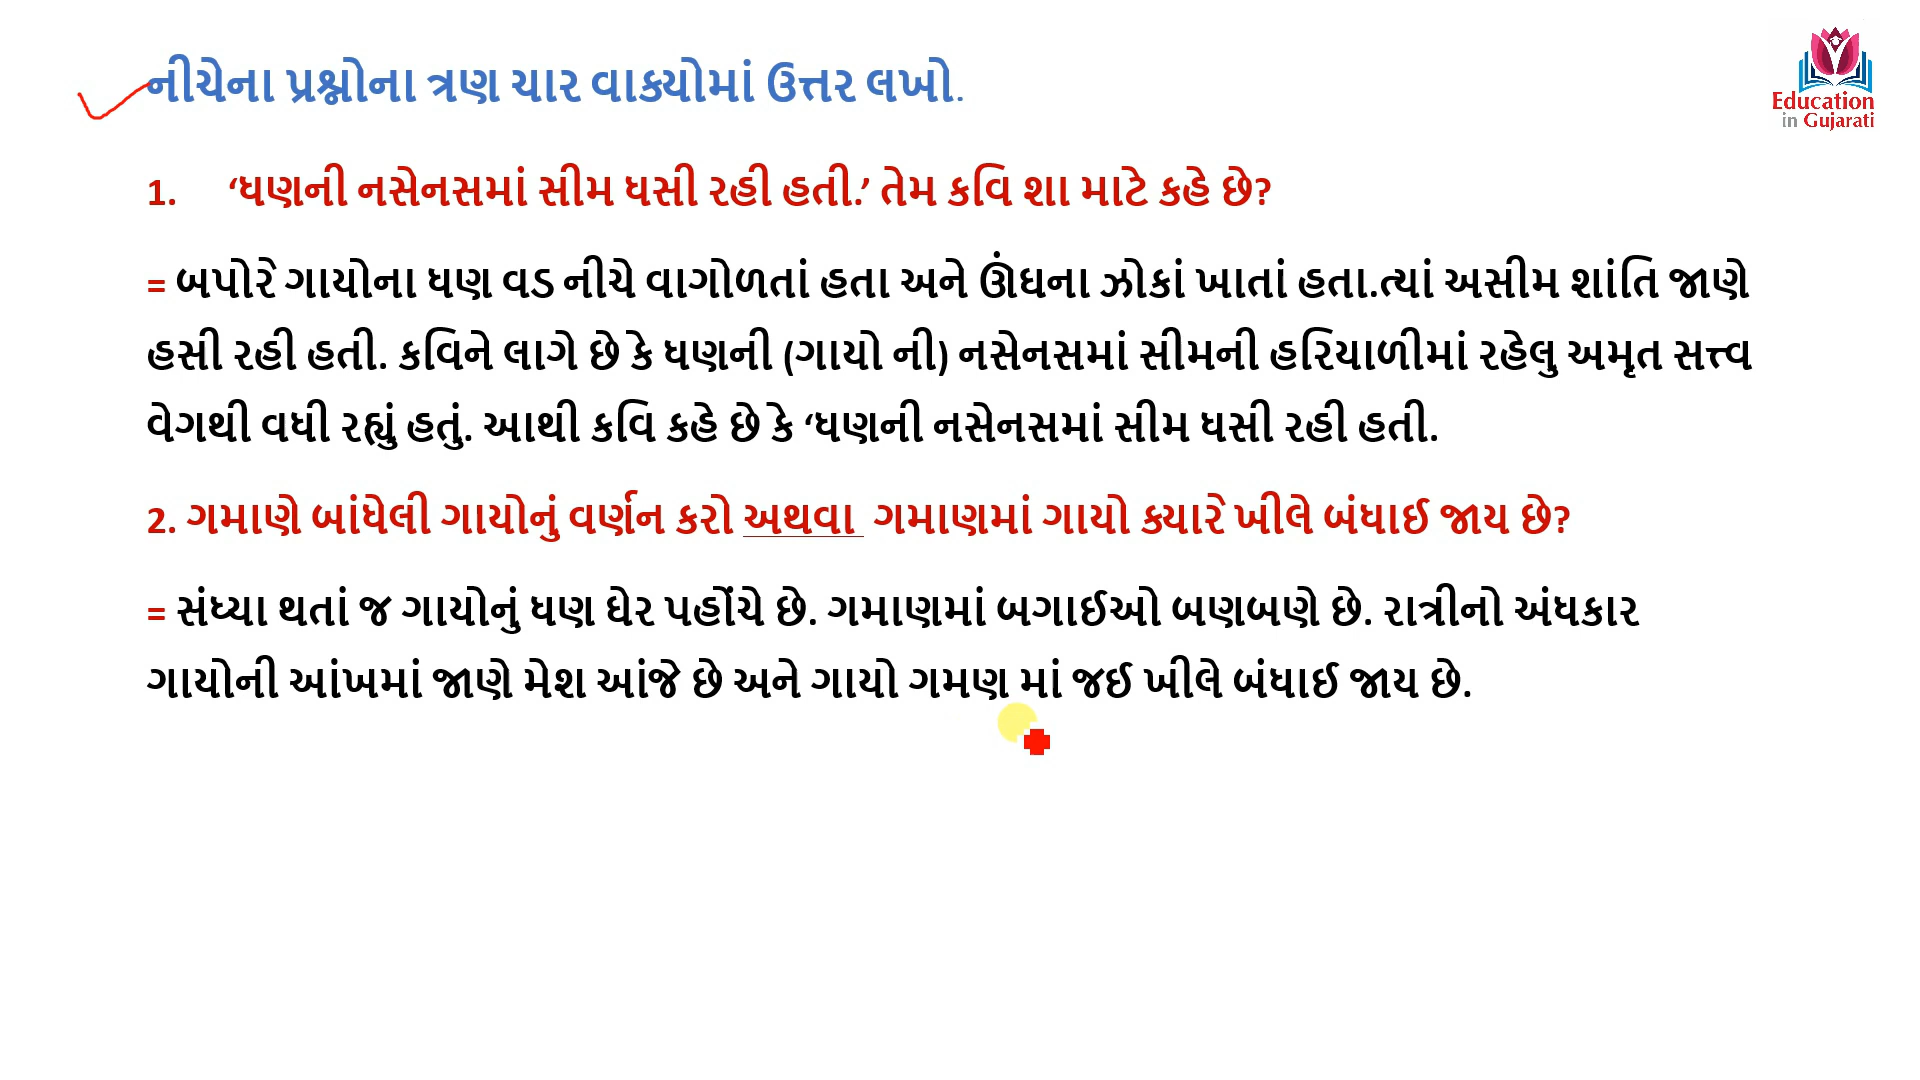 નીચેના પ્રશ્નોના ત્રણ ચાર વાક્યોમાં ઉત્તર લખો.
Education
in Gujarati
1. ‘ધણની નસેનસમાં સીમ ધસી રહી હતી.’ તેમ કવિ શા માટે કહે છે?
= બપોરે ગાયોના ધણ વડ નીચે વાગોળતાં હતા અને ઊંઘના ઝોકાં ખાતાં હતા.ત્યાં અસીમ શાંતિ જાણે
હસી રહી હતી. કવિને લાગે છે કે ધણની (ગાયો ની) નસેનસમાં સીમની હરિયાળીમાં રહેલુ અમૃત સત્ત્વ
વેગથી વધી રહ્યું હતું. આથી કવિ કહે છે કે ‘ધણની નસેનસમાં સીમ ધસી રહી હતી.
2. ગમાણે બાંધેલી ગાયોનું વર્ણન કરો અથવા ગમાણમાં ગાયો ક્યારે ખીલે બંધાઈ જાય છે?
= સંધ્યા થતાં જ ગાયોનું ધણ ઘેર પહોંચે છે. ગમાણમાં બગાઈઓ બણબણે છે. રાત્રીનો અંધકાર
ગાયોની આંખમાં જાણે મેશ આંજે છે અને ગાયો ગમણ માં જઈ ખીલે બંધાઈ જાય છે.